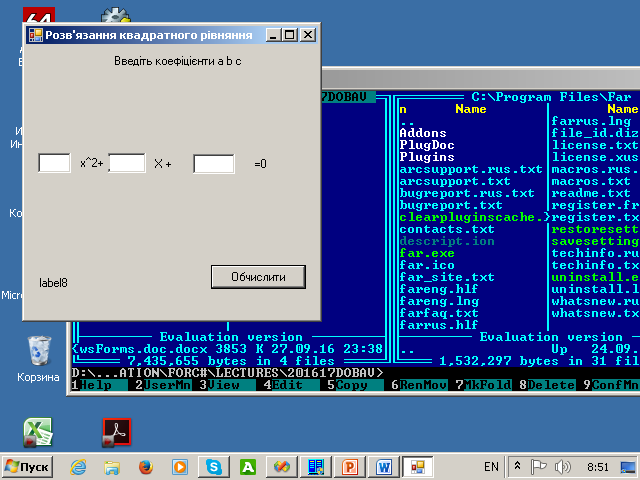 Розв'язання квадратного рівняння
Введіть коефіцієнти a b c
x^2+ X + =0
label8
Обчислити
17DOBAV
C:\Program Files\Far
n Name Name
.. farrus.lng
Addons file_id.diz
PlugDoc license.txt
Plugins license.xus
arcsupport.rus.txt macros.rus.
arcsupport.txt macros.txt
bugreport.rus.txt readme.txt
bugreport.txt register.fr
clearpluginscache.> register.tx
contacts.txt restoresett
descript.ion savesetting
far.exe techinfo.ru
far.ico techinfo.tx
far_site.txt uninstall.e
fareng.hlf uninstall.l
fareng.lng whatsnew.ru
farfaq.txt whatsnew.tx
farrus.hlf
Evaluation version
{wsForms.doc.docx 3853 K 27.09.16 23:38
7,435,655 bytes in 4 files
Evaluation version
.. Up 24.09.
1,532,297 bytes in 31 fil
D:\...ATION\FORC#\LECTURES\201617DOBAV>
1Help 2UserMn 3View 4Edit 5Copy 6RenMov 7MkFold 8Delete 9ConfMn
Micros
Корзина
Пуск
EN
8:51